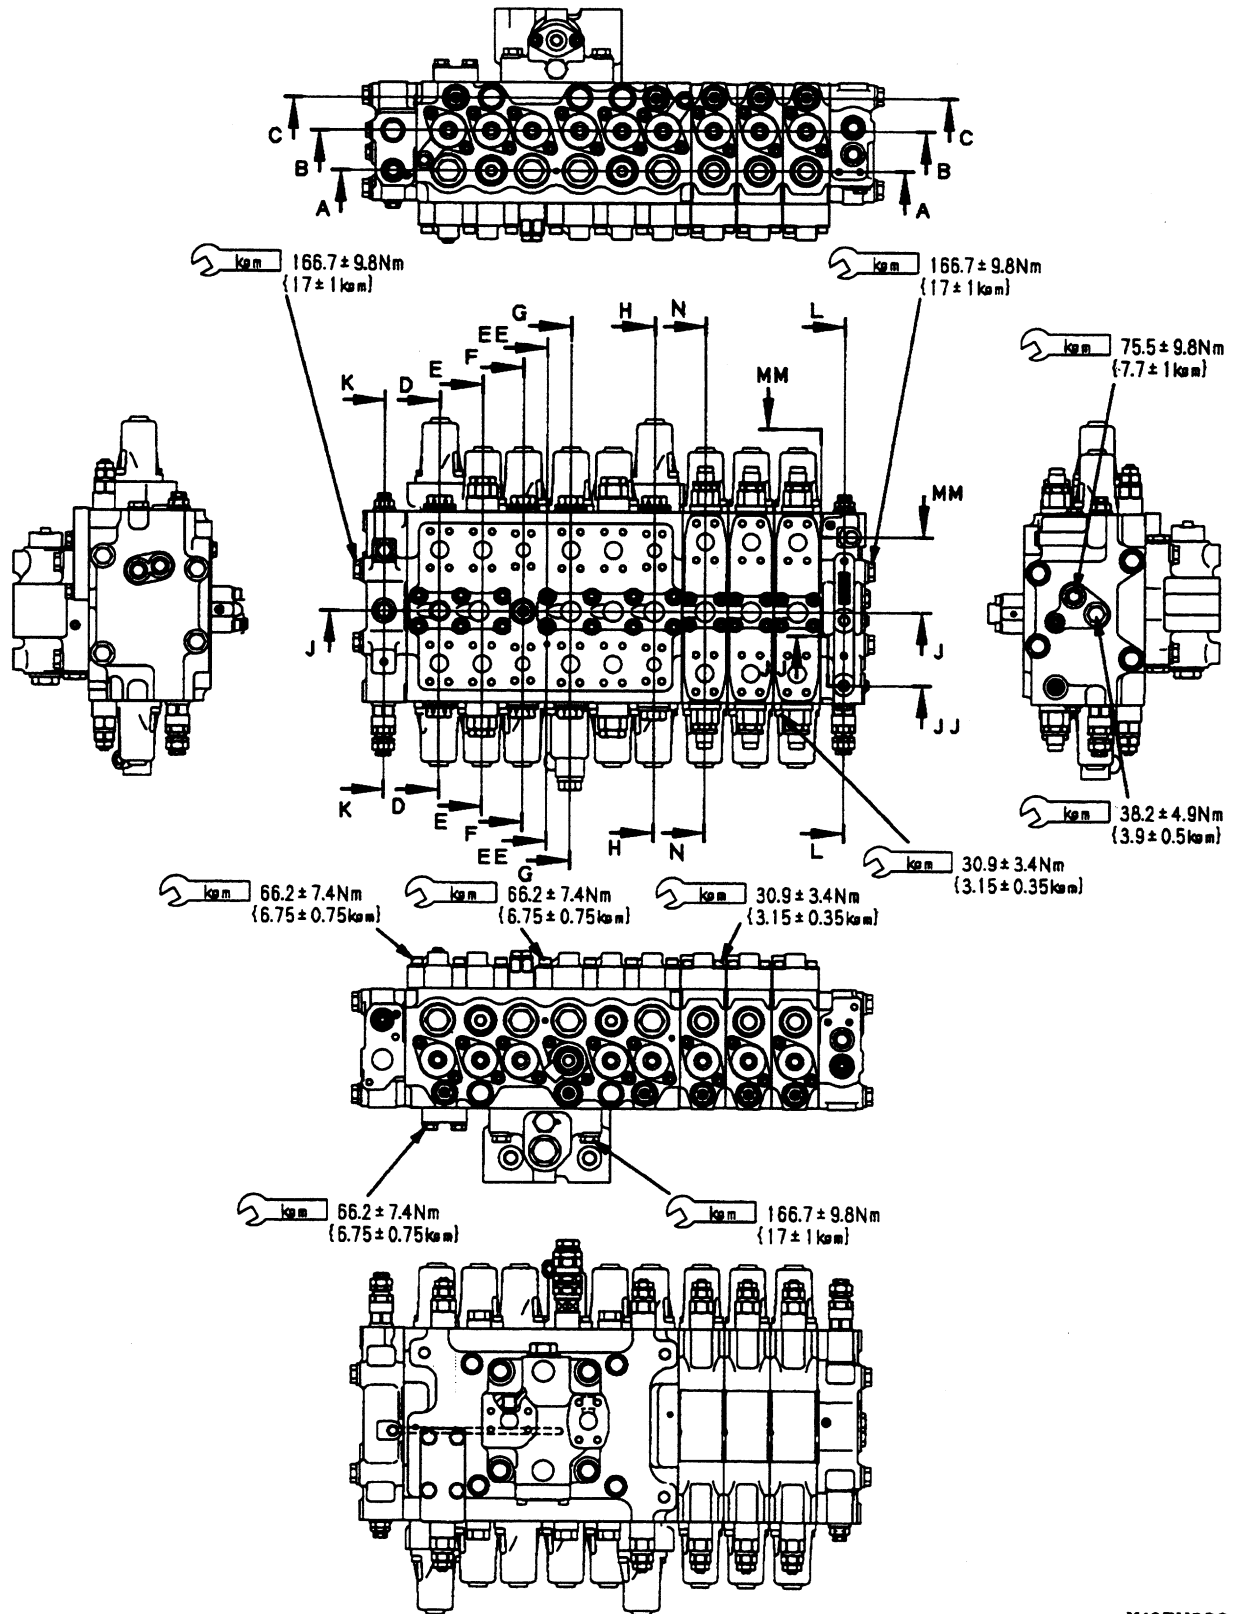 C
B
A
C
B
A
kgm 166.7 ± 9.8Nm
{17 ± 1kgm}
kgm 166.7 ± 9.8Nm
{17 ± 1kgm}
kgm 75.5 ± 9.8Nm
{7.7 ± 1kgm}
K
D
E
F
EE
G
H
N
L
MM
MM
J
J
J J
J J
K
D
E
F
EE
G
H
N
L
kgm 38.2 ± 4.9Nm
{3.9 ± 0.5kgm}
kgm 30.9 ± 3.4Nm
{3.15 ± 0.35kgm}
kgm 66.2 ± 7.4Nm
{6.75 ± 0.75kgm}
kgm 66.2 ± 7.4Nm
{6.75 ± 0.75kgm}
kgm 30.9 ± 3.4Nm
{3.15 ± 0.35kgm}
kgm 66.2 ± 7.4Nm
{6.75 ± 0.75kgm}
kgm 166.7 ± 9.8Nm
{17 ± 1kgm}